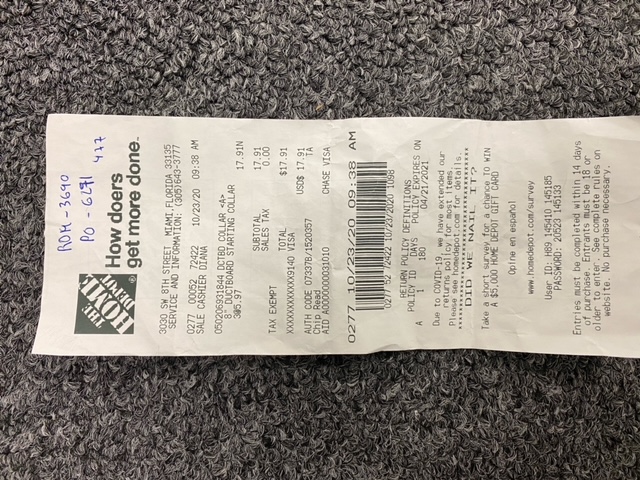 ROM - 3690
PO - 6271
477
THE
HOME
DEPOT
How doers
get more done.
3030 SW 8TH STREET MIAMI,FLORIDA 33135
SERVICE AND INFORMATION: (305)643-3777
0277 00052 72422 10/23/20 09:38 AM
SALE CASHIER DIANA
050206931844 DCTBD COLLAR <A>
8" DUCTBOARD STARTING COLLAR
3@5.97 17.91N
SUBTOTAL 17.91
SALES TAX 0.00
TAX EXEMPT
TOTAL $17.91
XXXXXXXXXXXX9140 VISA
USD$ 17.91
AUTH CODE 07337B/1520357 TA
Chip Read
AID A0000000031010 CHASE VISA
0277 10/23/20 09:38 AM
0277 52 72422 10/23/2020 1098
RETURN POLICY DEFINITIONS
POLICY ID DAYS POLICY EXPIRES ON
A 1 180 04/21/2021
Due to COVID-19, we have extended our
returns policy for most items.
Please see homedepot.com for details.
DID WE NAIL IT?
Take a short survey for a chance TO WIN
A $5,000 HOME DEPOT GIFT CARD
Opine en español
www.homedepot.com/survey
User ID: H89 145410 145185
PASSWORD: 20523 145133
Entries must be completed within 14 days
of purchase. Entrants must be 18 or
older to enter. See complete rules on
website. No purchase necessary.